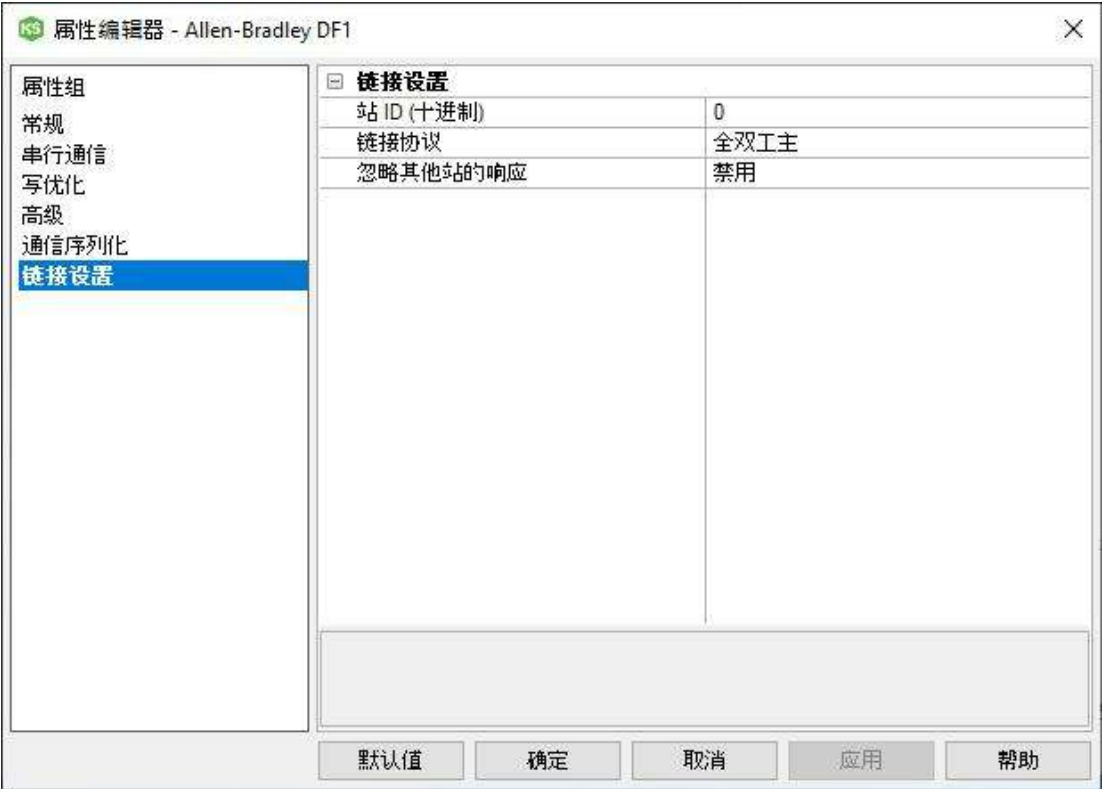 KS 属性编辑器 - Allen-Bradley DF1
属性组
常规
串行通信
写优化
高级
通信序列化
链接设置
链接设置
站 ID (十进制) 0
链接协议 全双工主
忽略其他站的响应 禁用
默认值 确定 取消 应用 帮助